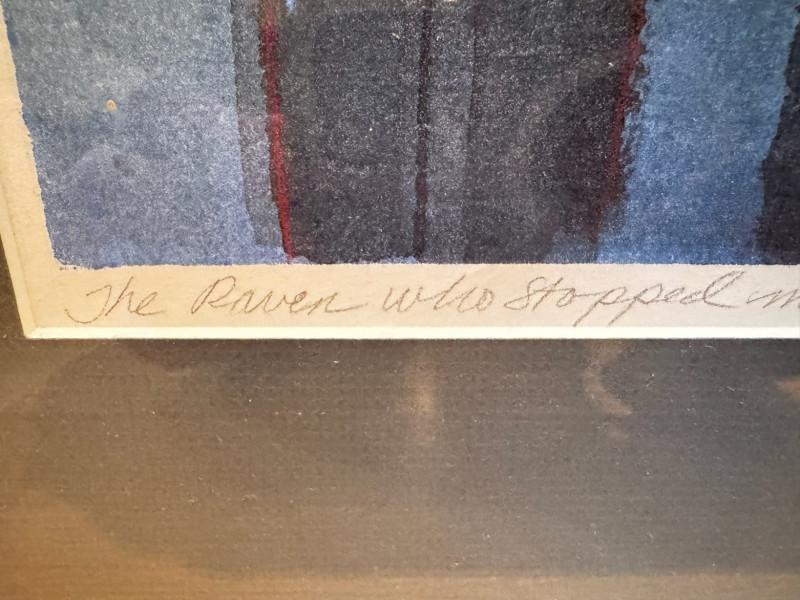 The Raven who Stopped